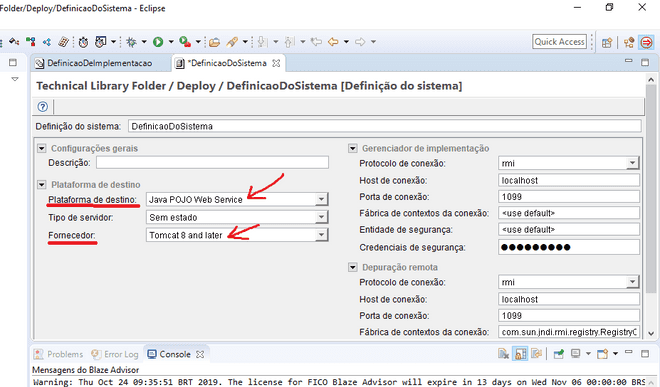 Folder/Deploy/DefinicaoDoSistema - Eclipse
Quick Access
DefinicaoDeImplementacao
*DefinicaoDoSistema
Technical Library Folder / Deploy / DefinicaoDoSistema [Definição do sistema]
Definição do sistema: DefinicaoDoSistema
Configurações gerais
Descrição:
Plataforma de destino
Plataforma de destino: Java POJO Web Service
Tipo de servidor: Sem estado
Fornecedor: Tomcat 8 and later
Gerenciador de implementação
Protocolo de conexão: rmi
Host de conexão: localhost
Porta de conexão: 1099
Fábrica de contextos da conexão: <use default>
Entidade de segurança: <use default>
Credenciais de segurança: ●●●●●●●●●
Depuração remota
Protocolo de conexão: rmi
Host de conexão: localhost
Porta de conexão: 1099
Fábrica de contextos da conexão: com.sun.jndi.rmi.registry.RegistryC
Problems Error Log Console
Mensagens do Blaze Advisor
Warning: Thu Oct 24 09:35:51 BRT 2019. The license for FICO Blaze Advisor will expire in 13 days on Wed Nov 06 00:00:00 BRS